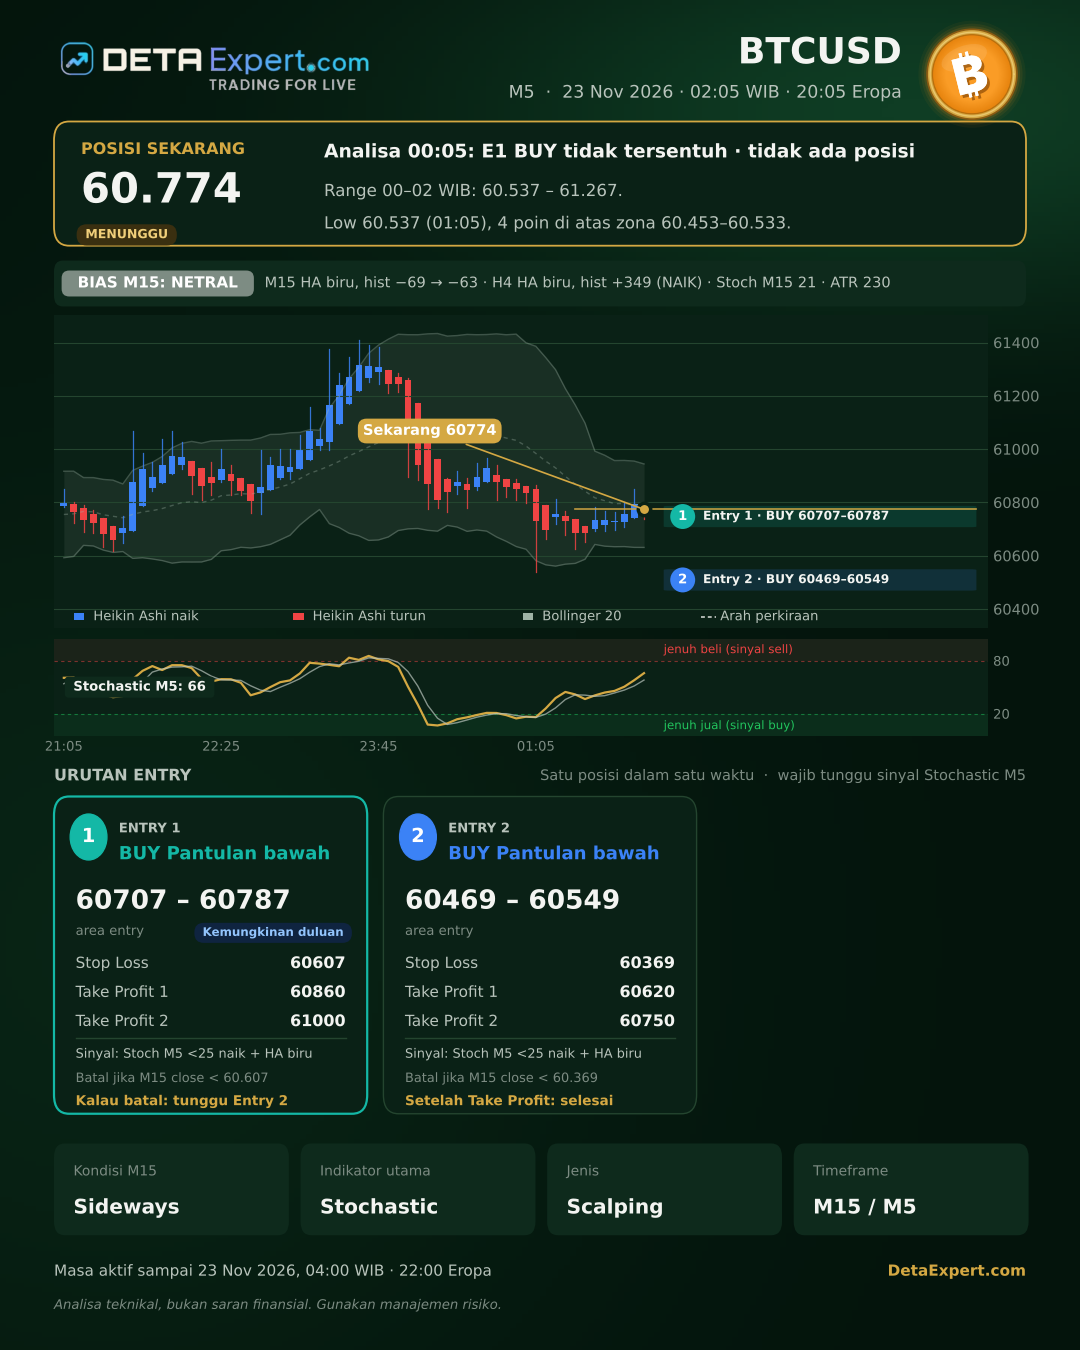 DETA Expert.com
TRADING FOR LIVE
BTCUSD
M5 · 23 Nov 2026 · 02:05 WIB · 20:05 Eropa
POSISI SEKARANG
60.774
MENUNGGU
Analisa 00:05: E1 BUY tidak tersentuh · tidak ada posisi
Range 00–02 WIB: 60.537 – 61.267.
Low 60.537 (01:05), 4 poin di atas zona 60.453–60.533.
BIAS M15: NETRAL
M15 HA biru, hist −69 → −63 · H4 HA biru, hist +349 (NAIK) · Stoch M15 21 · ATR 230
61400
61200
61000
60800
60600
60400
Sekarang 60774
1 Entry 1 · BUY 60707–60787
2 Entry 2 · BUY 60469–60549
Heikin Ashi naik
Heikin Ashi turun
Bollinger 20
Arah perkiraan
jenuh beli (sinyal sell)
80
Stochastic M5: 66
20
jenuh jual (sinyal buy)
21:05 22:25 23:45 01:05
URUTAN ENTRY
Satu posisi dalam satu waktu · wajib tunggu sinyal Stochastic M5
1
ENTRY 1
BUY Pantulan bawah
60707 – 60787
area entry
Kemungkinan duluan
Stop Loss 60607
Take Profit 1 60860
Take Profit 2 61000
Sinyal: Stoch M5 <25 naik + HA biru
Batal jika M15 close < 60.607
Kalau batal: tunggu Entry 2
2
ENTRY 2
BUY Pantulan bawah
60469 – 60549
area entry
Stop Loss 60369
Take Profit 1 60620
Take Profit 2 60750
Sinyal: Stoch M5 <25 naik + HA biru
Batal jika M15 close < 60.369
Setelah Take Profit: selesai
Kondisi M15
Sideways
Indikator utama
Stochastic
Jenis
Scalping
Timeframe
M15 / M5
Masa aktif sampai 23 Nov 2026, 04:00 WIB · 22:00 Eropa
DetaExpert.com
Analisa teknikal, bukan saran finansial. Gunakan manajemen risiko.